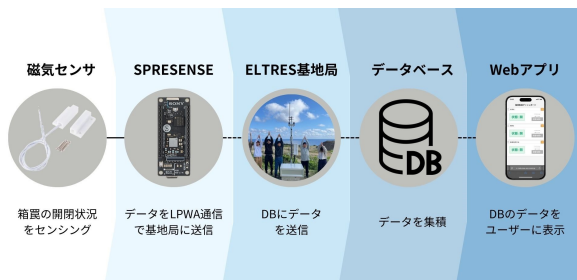 磁気センサ
SPRESENSE
ELTRES基地局
データベース
Webアプリ
SONY
DB
箱罠の開閉状況
をセンシング
データをLPWA通信
で基地局に送信
DBにデータ
を送信
データを集積
DBのデータを
ユーザーに表示